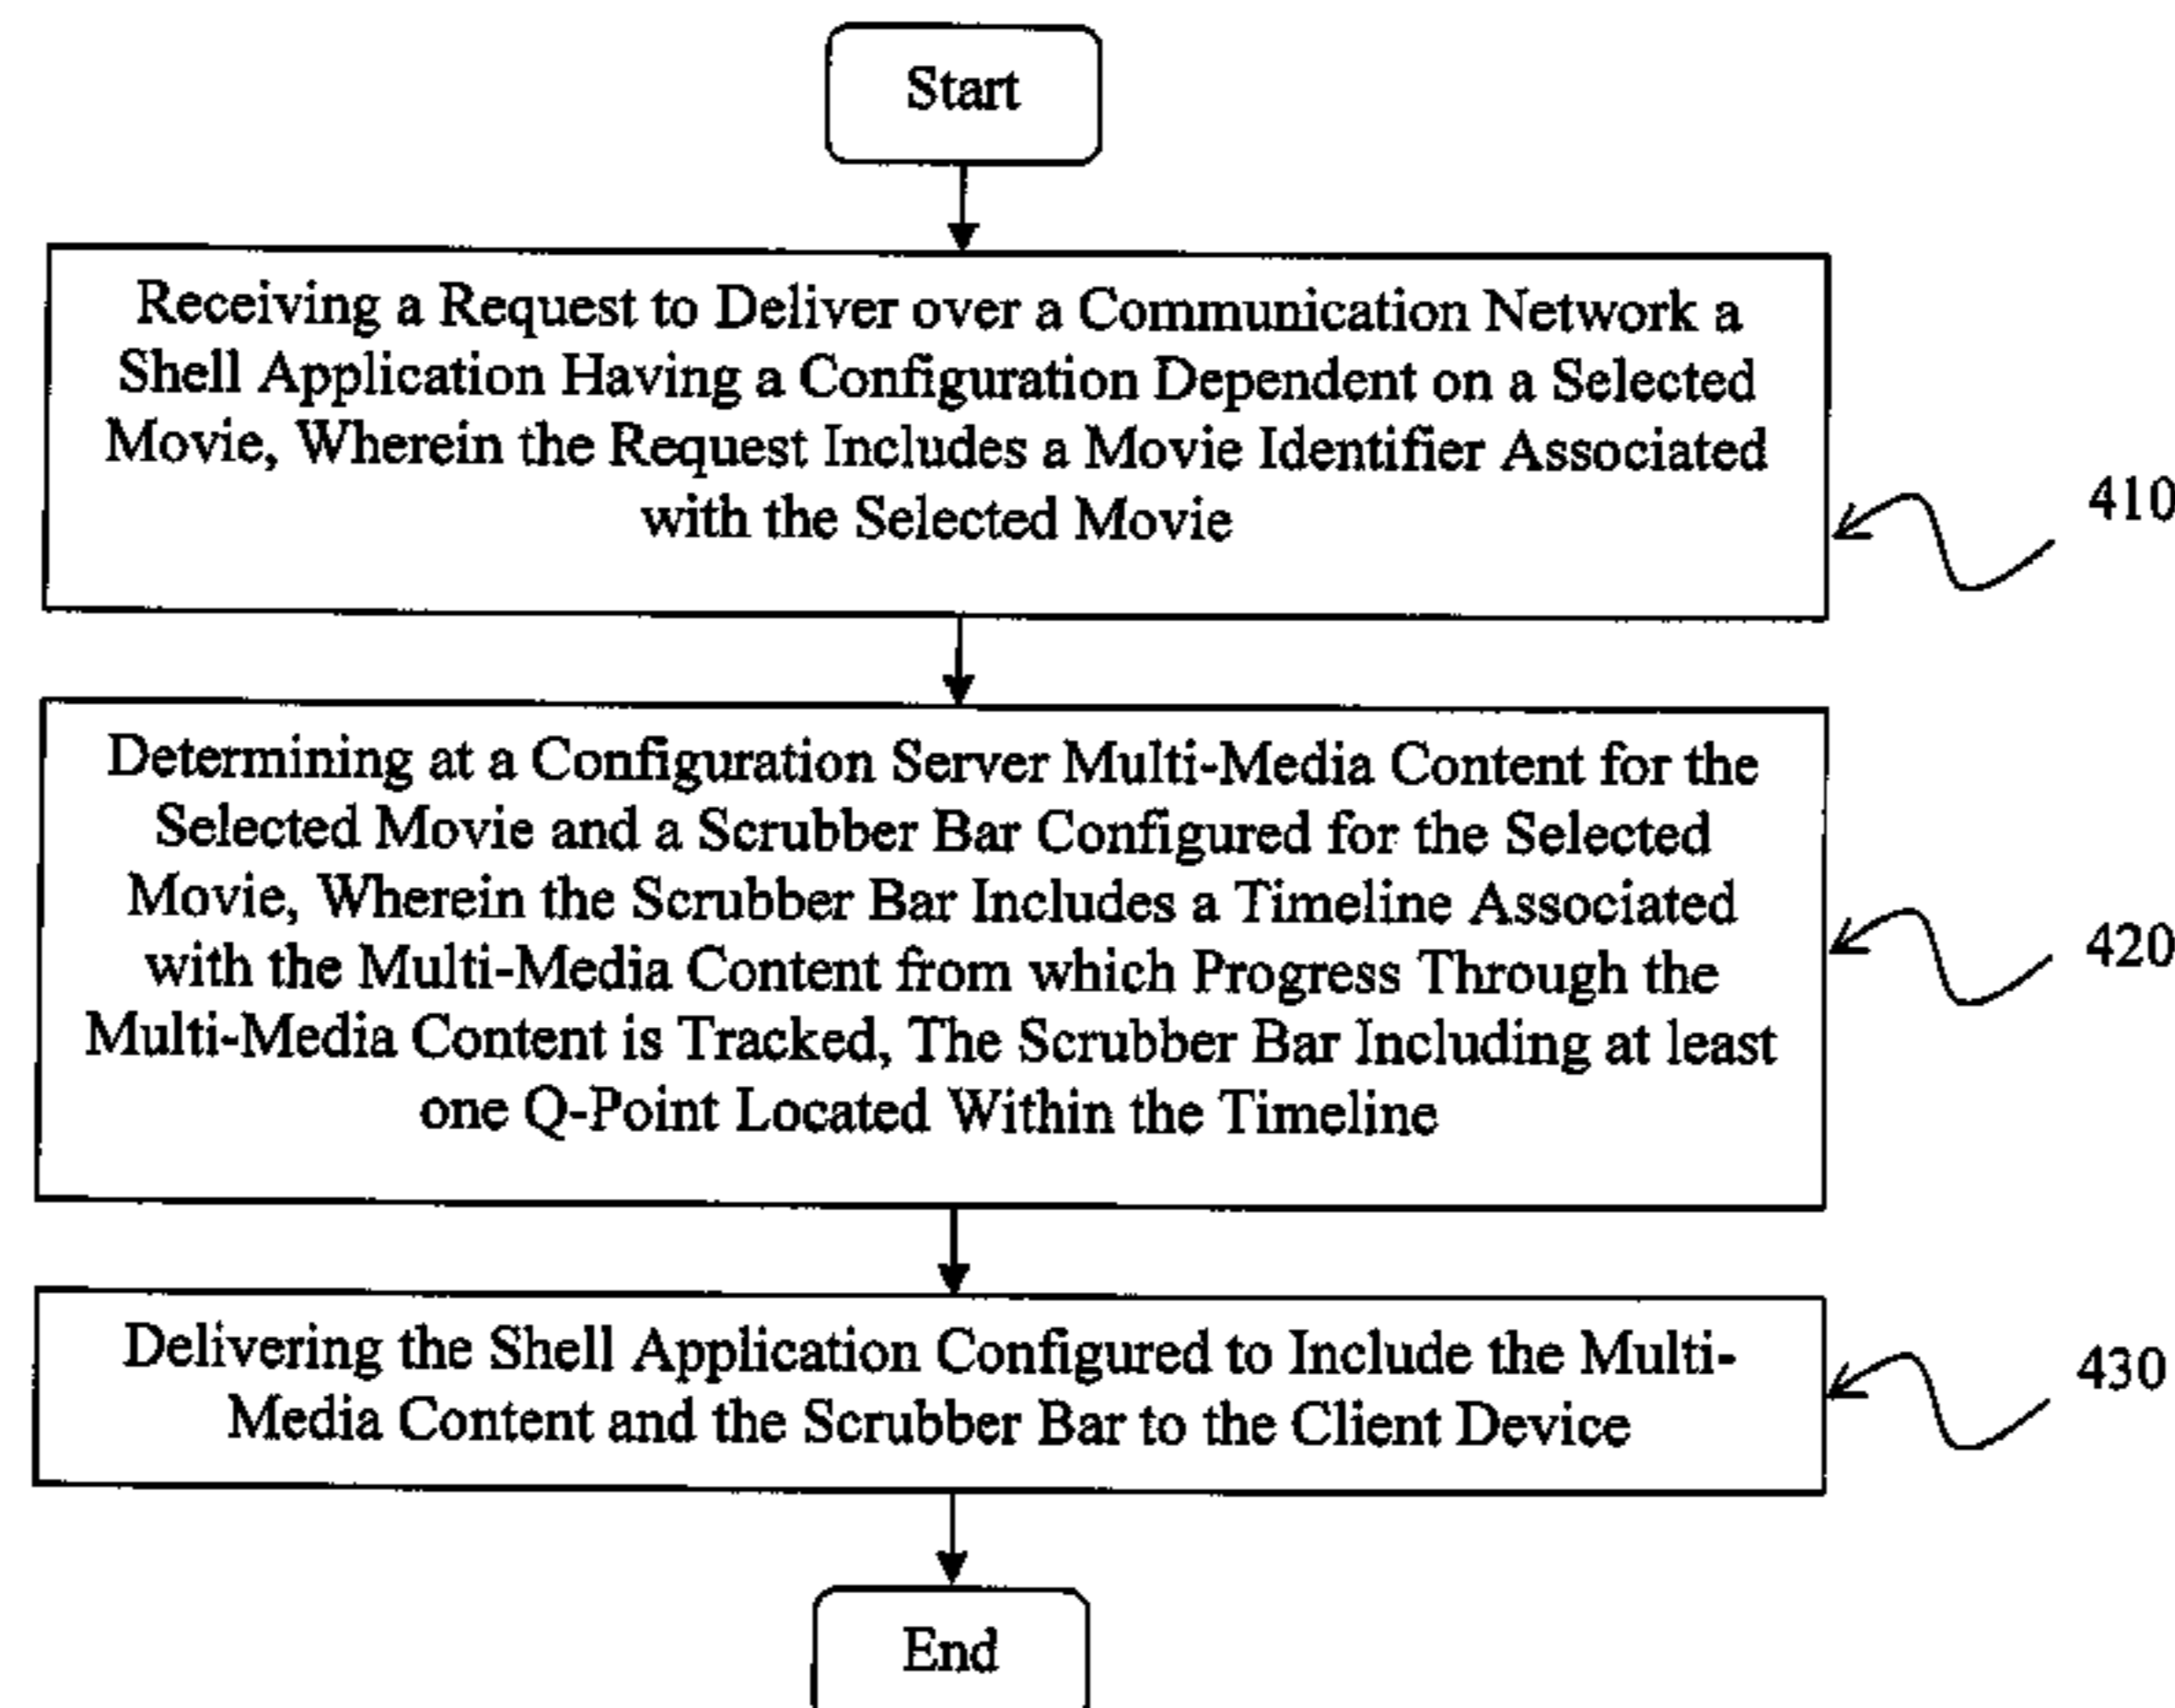 Start
Receiving a Request to Deliver over a Communication Network a
Shell Application Having a Configuration Dependent on a Selected
Movie, Wherein the Request Includes a Movie Identifier Associated
with the Selected Movie
410
Determining at a Configuration Server Multi-Media Content for the
Selected Movie and a Scrubber Bar Configured for the Selected
Movie, Wherein the Scrubber Bar Includes a Timeline Associated
with the Multi-Media Content from which Progress Through the
Multi-Media Content is Tracked, The Scrubber Bar Including at least
one Q-Point Located Within the Timeline
420
Delivering the Shell Application Configured to Include the Multi-
Media Content and the Scrubber Bar to the Client Device
430
End